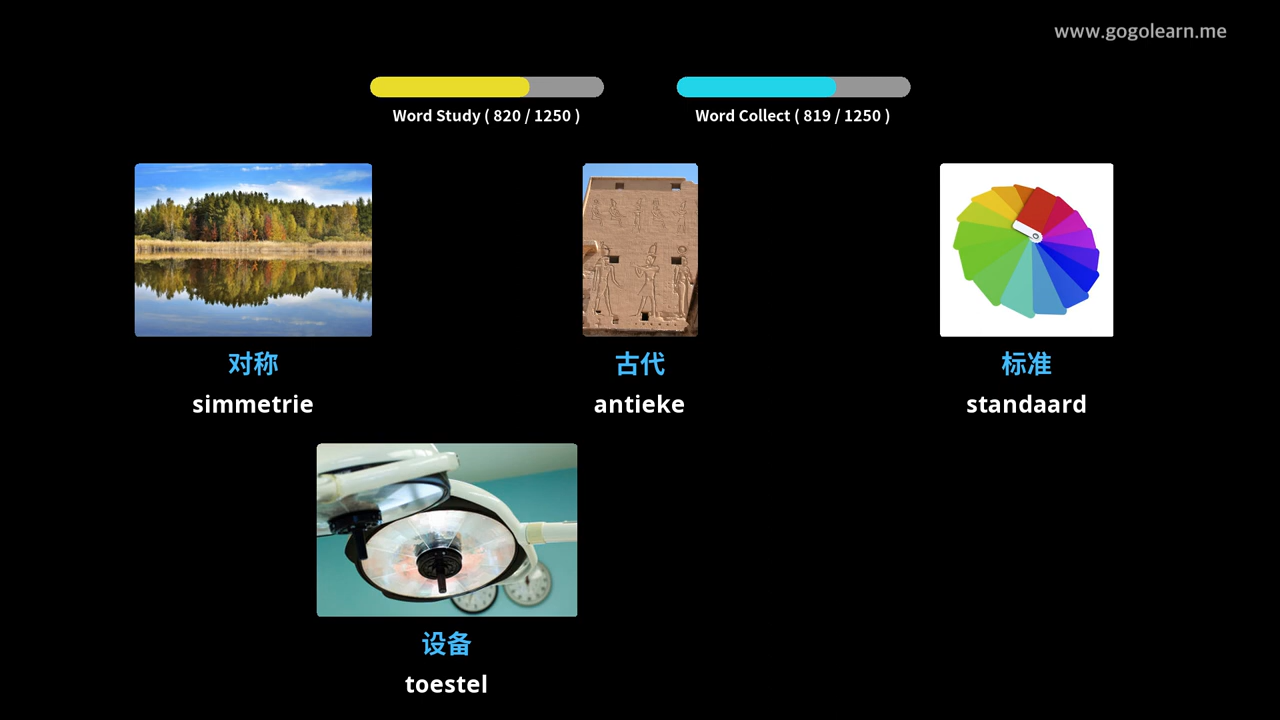 www.gogolearn.me
Word Study ( 820 / 1250 )
Word Collect ( 819 / 1250 )
对称
古代
标准
simmetrie
antieke
standaard
设备
toestel